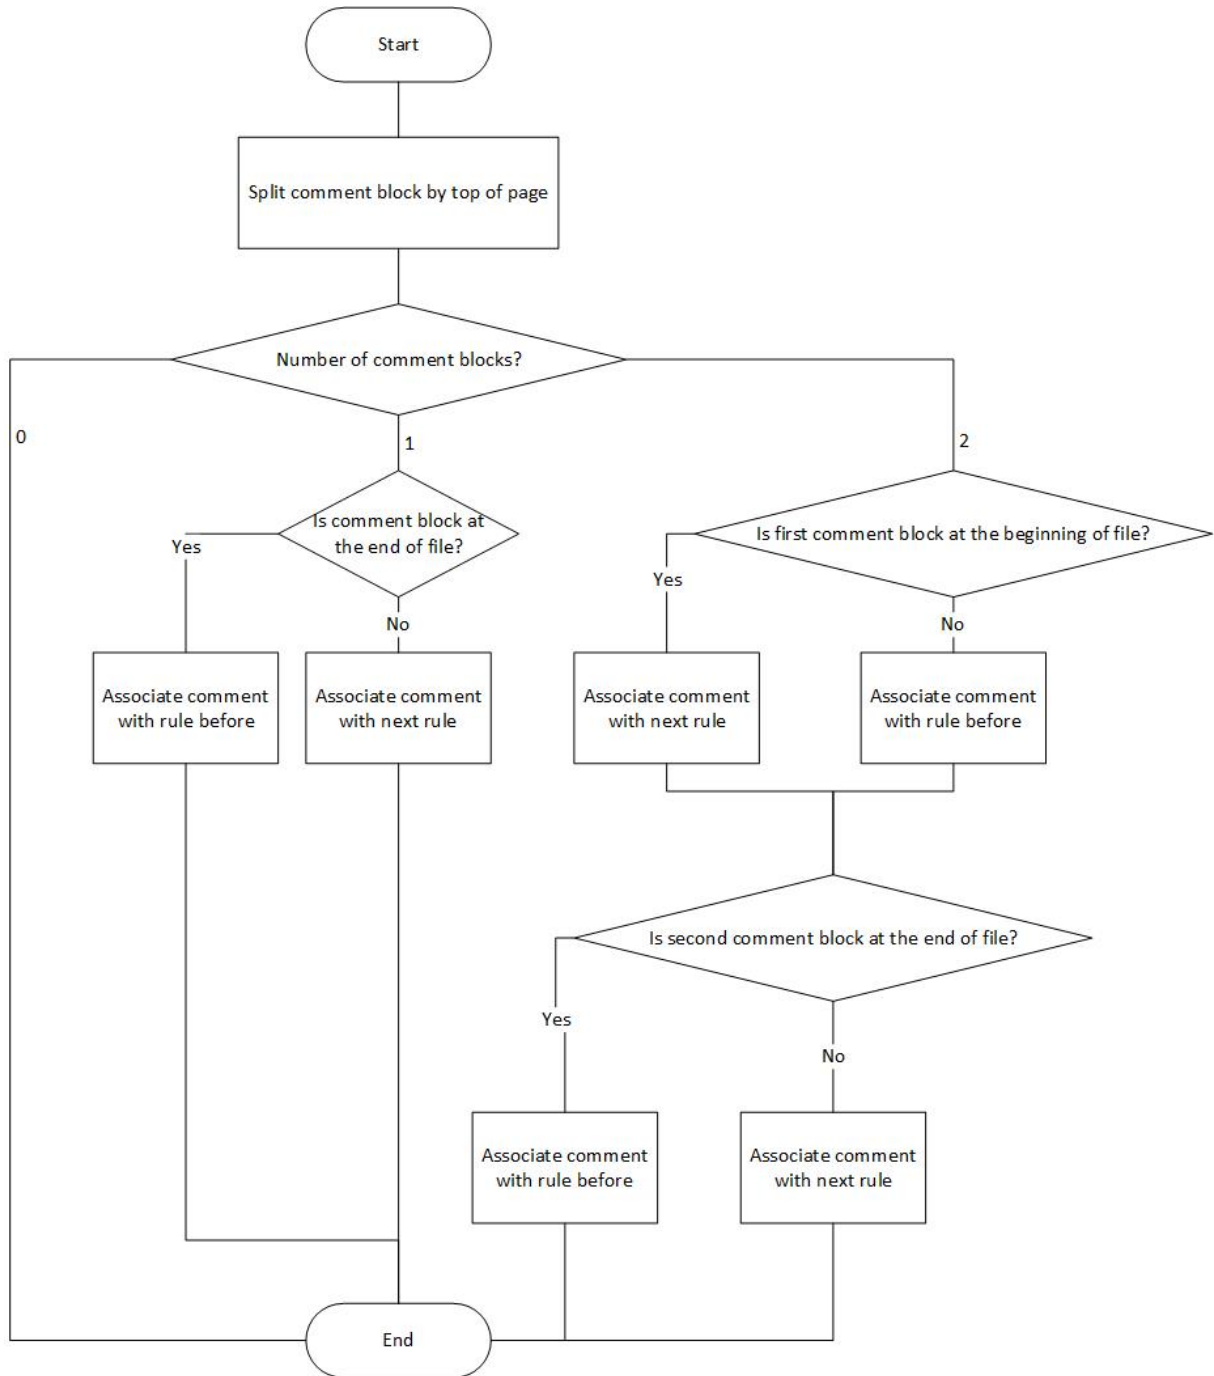 Start
Split comment block by top of page
Number of comment blocks?
0
1
2
Is comment block at
the end of file?
Is first comment block at the beginning of file?
Yes
Yes
No
No
Associate comment
with rule before
Associate comment
with next rule
Associate comment
with next rule
Associate comment
with rule before
Is second comment block at the end of file?
Yes
No
Associate comment
with rule before
Associate comment
with next rule
End